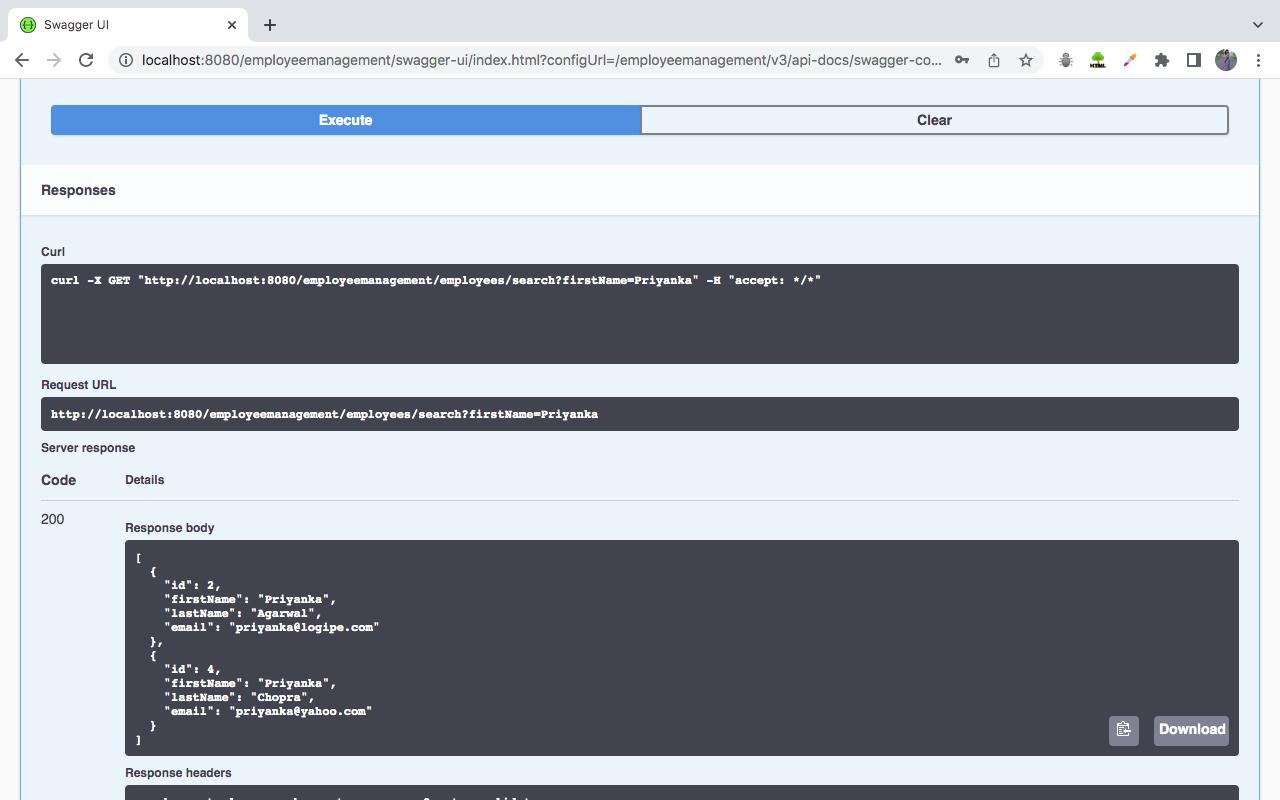 Swagger UI
localhost:8080/employeemanagement/swagger-ui/index.html?configUrl=/employeemanagement/v3/api-docs/swagger-co...
HTML
Execute
Clear
Responses
Curl
curl -X GET "http://localhost:8080/employeemanagement/employees/search?firstName=Priyanka" -H "accept: */*"
Request URL
http://localhost:8080/employeemanagement/employees/search?firstName=Priyanka
Server response
Code Details
200
Response body
[
  {
    "id": 2,
    "firstName": "Priyanka",
    "lastName": "Agarwal",
    "email": "priyanka@logipe.com"
  },
  {
    "id": 4,
    "firstName": "Priyanka",
    "lastName": "Chopra",
    "email": "priyanka@yahoo.com"
  }
]
Download
Response headers